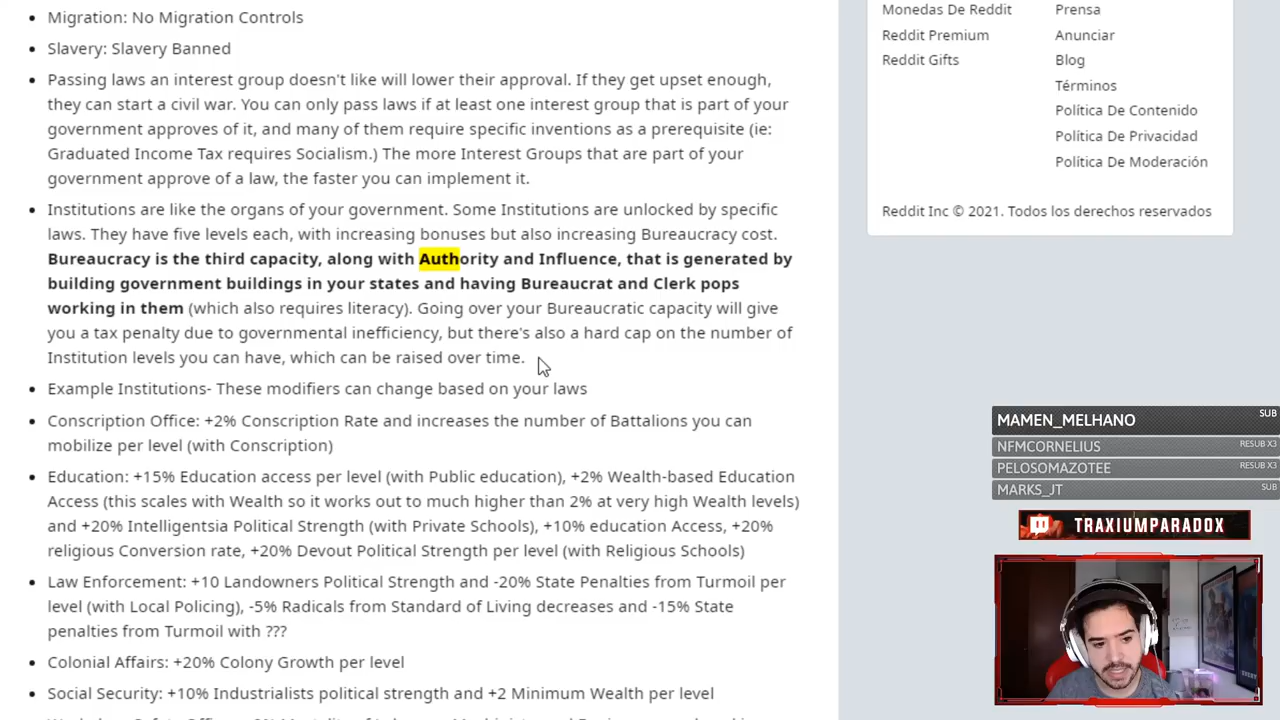 Migration: No Migration Controls
Slavery: Slavery Banned
Passing laws an interest group doesn't like will lower their approval. If they get upset enough,
they can start a civil war. You can only pass laws if at least one interest group that is part of your
government approves of it, and many of them require specific inventions as a prerequisite (ie:
Graduated Income Tax requires Socialism.) The more Interest Groups that are part of your
government approve of a law, the faster you can implement it.
Institutions are like the organs of your government. Some Institutions are unlocked by specific
laws. They have five levels each, with increasing bonuses but also increasing Bureaucracy cost.
Bureaucracy is the third capacity, along with Authority and Influence, that is generated by
building government buildings in your states and having Bureaucrat and Clerk pops
working in them (which also requires literacy). Going over your Bureaucratic capacity will give
you a tax penalty due to governmental inefficiency, but there's also a hard cap on the number of
Institution levels you can have, which can be raised over time.
Example Institutions- These modifiers can change based on your laws
Conscription Office: +2% Conscription Rate and increases the number of Battalions you can
mobilize per level (with Conscription)
Education: +15% Education access per level (with Public education), +2% Wealth-based Education
Access (this scales with Wealth so it works out to much higher than 2% at very high Wealth levels)
and +20% Intelligentsia Political Strength (with Private Schools), +10% education Access, +20%
religious Conversion rate, +20% Devout Political Strength per level (with Religious Schools)
Law Enforcement: +10 Landowners Political Strength and -20% State Penalties from Turmoil per
level (with Local Policing), -5% Radicals from Standard of Living decreases and -15% State
penalties from Turmoil with ???
Colonial Affairs: +20% Colony Growth per level
Social Security: +10% Industrialists political strength and +2 Minimum Wealth per level
Monedas De Reddit
Reddit Premium
Reddit Gifts
Prensa
Anunciar
Blog
Términos
Política De Contenido
Política De Privacidad
Política De Moderación
Reddit Inc © 2021. Todos los derechos reservados
MAMEN_MELHANO SUB
NFMCORNELIUS RESUB X3
PELOSOMAZOTEE RESUB X3
MARKS_JT SUB
TRAXIUMPARADOX